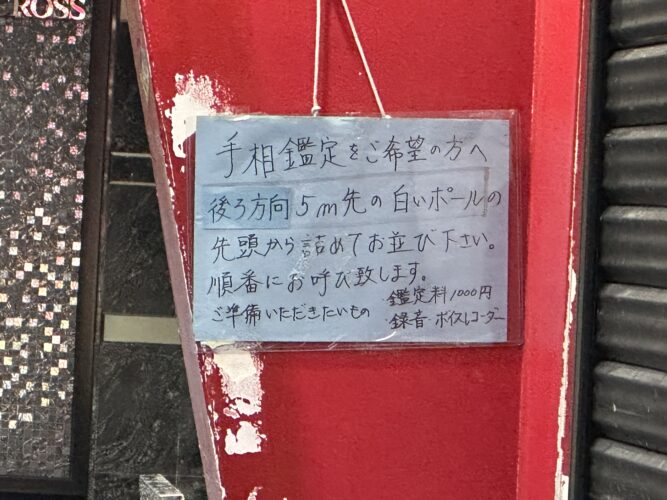 ROSS
手相鑑定をご希望の方へ
後ろ方向5m先の白いポールの
先頭から詰めてお並び下さい。
順番にお呼び致します。
ご準備いただきたいもの
鑑定料1000円
録音・ボイスレコーダー